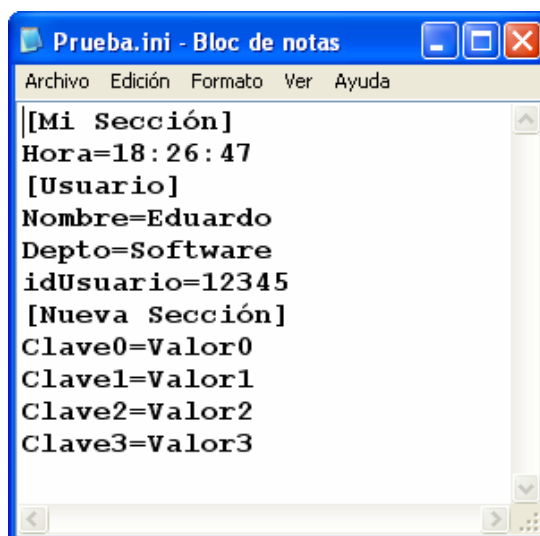 Prueba.ini - Bloc de notas
Archivo Edición Formato Ver Ayuda
[Mi Sección]
Hora=18:26:47
[Usuario]
Nombre=Eduardo
Depto=Software
idUsuario=12345
[Nueva Sección]
Clave0=Valor0
Clave1=Valor1
Clave2=Valor2
Clave3=Valor3